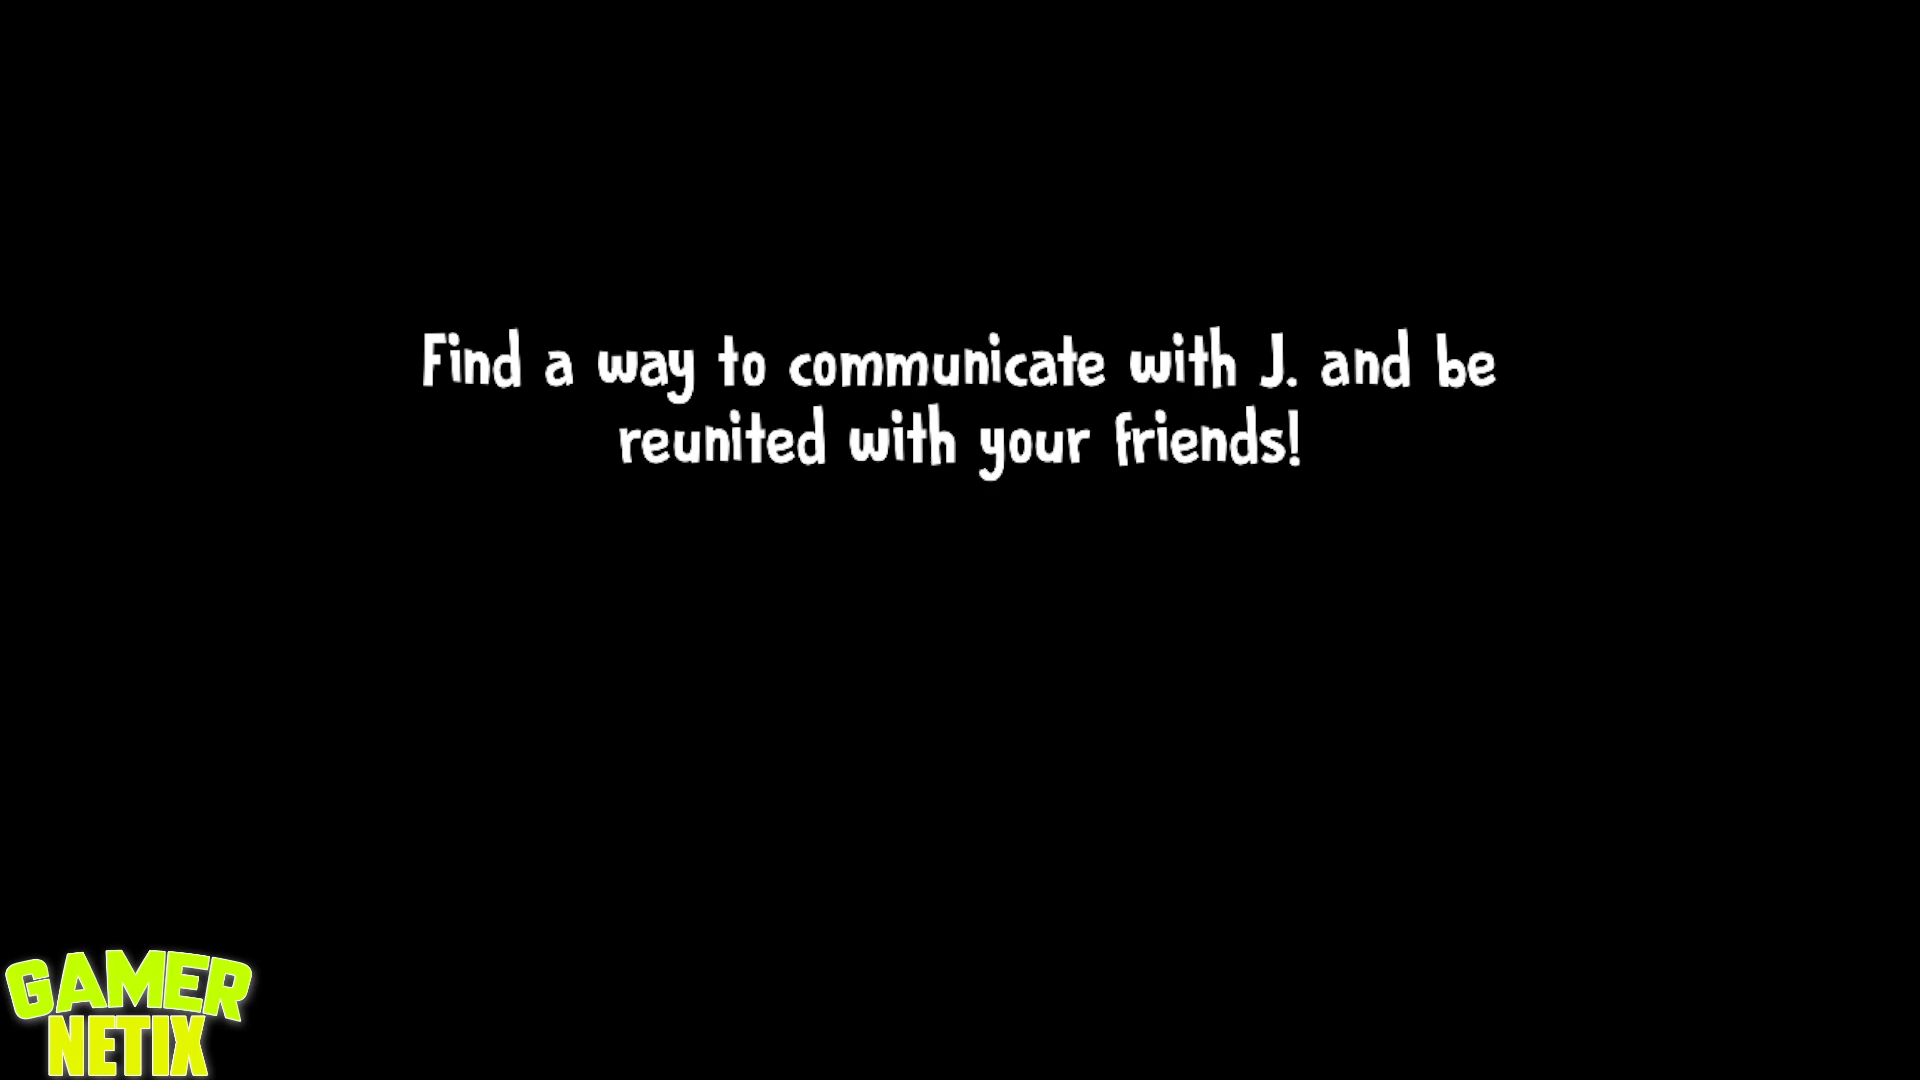 Find a way to communicate with J. and be
reunited with your friends!
GAMER
NETIX